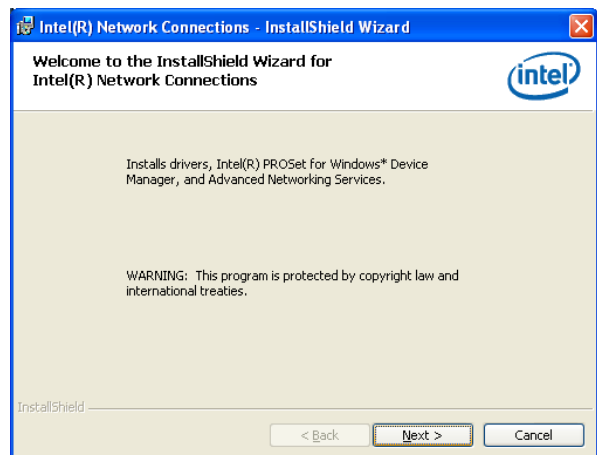 Intel(R) Network Connections - InstallShield Wizard
Welcome to the InstallShield Wizard for
Intel(R) Network Connections
intel
Installs drivers, Intel(R) PROSet for Windows* Device
Manager, and Advanced Networking Services.
WARNING: This program is protected by copyright law and
international treaties.
InstallShield
< Back
Next >
Cancel